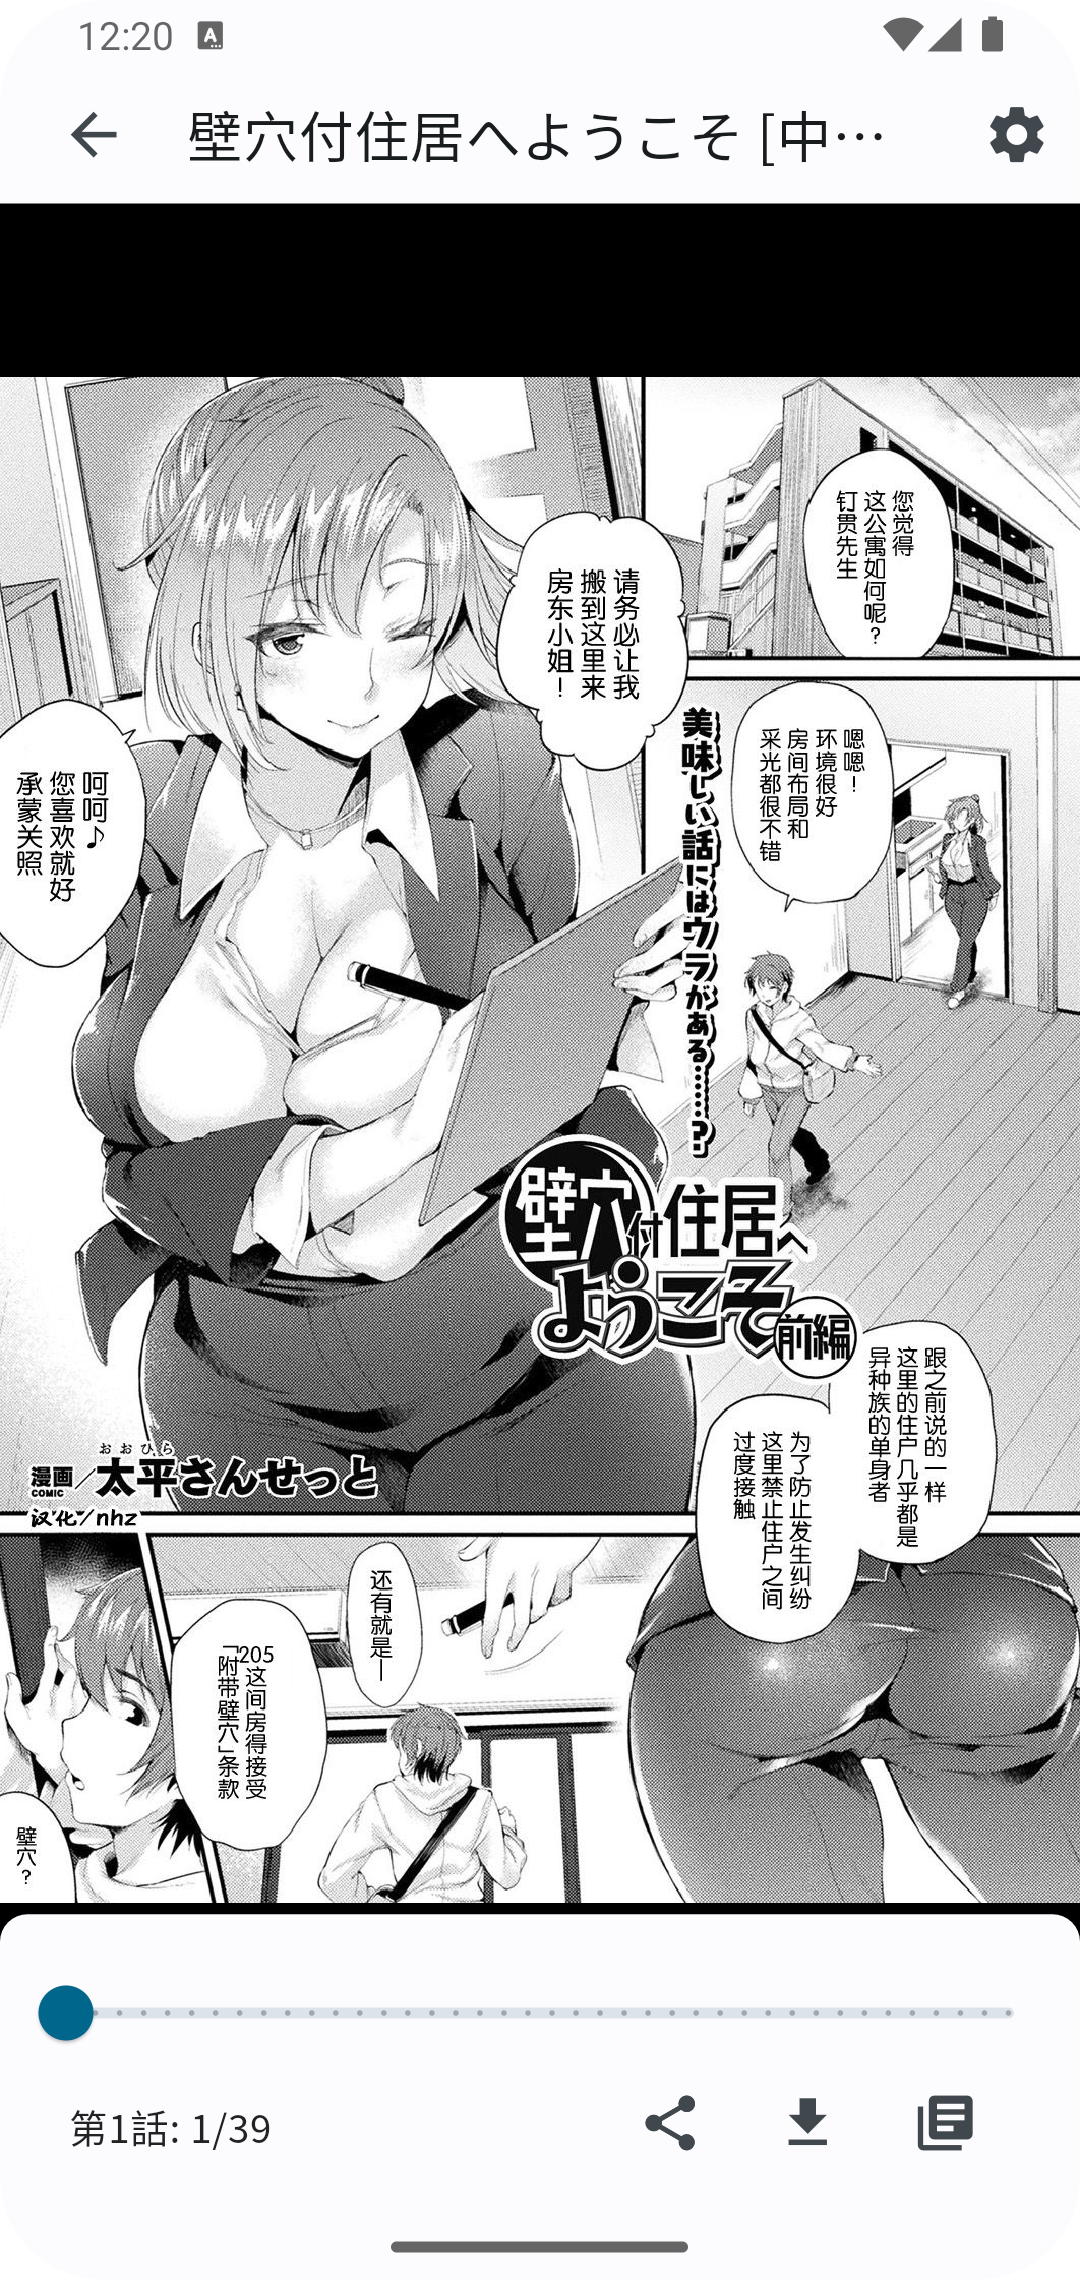 12:20
壁穴付住居へようこそ [中…
您觉得
这公寓如何呢？
钉贯先生
请务必让我
搬到这里来
房东小姐！
嗯嗯！
环境很好
房间布局和
采光都很不错
呵呵♪
您喜欢就好
承蒙关照
美味しい話にはウラがある……？
壁穴付住居へ
ようこそ
前編
跟之前说的一样
这里的住户几乎都是
异种族的单身者
为了防止发生纠纷
这里禁止住户之间
过度接触
おおひら
漫画／太平さんせっと
COMIC
汉化／nhz
还有就是—
205这间房得接受
「附带壁穴」条款
壁穴？
第1話: 1/39